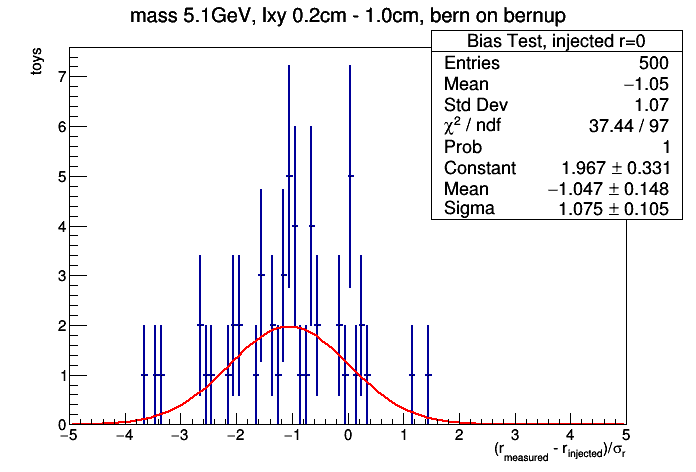 mass 5.1GeV, lxy 0.2cm - 1.0cm, bern on bernup
Bias Test, injected r=0
Entries 500
Mean −1.05
Std Dev 1.07
χ² / ndf 37.44 / 97
Prob 1
Constant 1.967 ± 0.331
Mean −1.047 ± 0.148
Sigma 1.075 ± 0.105
toys
7
6
5
4
3
2
1
0
−5 −4 −3 −2 −1 0 1 2 3 4 5
(r_measured - r_injected)/σ_r